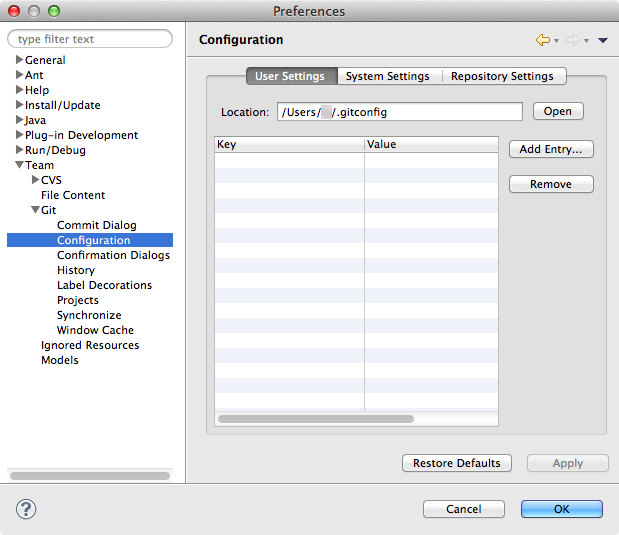 Preferences
type filter text
General
Ant
Help
Install/Update
Java
Plug-in Development
Run/Debug
Team
CVS
File Content
Git
Commit Dialog
Configuration
Confirmation Dialogs
History
Label Decorations
Projects
Synchronize
Window Cache
Ignored Resources
Models
Configuration
User Settings System Settings Repository Settings
Location: /Users/ /.gitconfig Open
Key Value
Add Entry...
Remove
Restore Defaults Apply
? Cancel OK